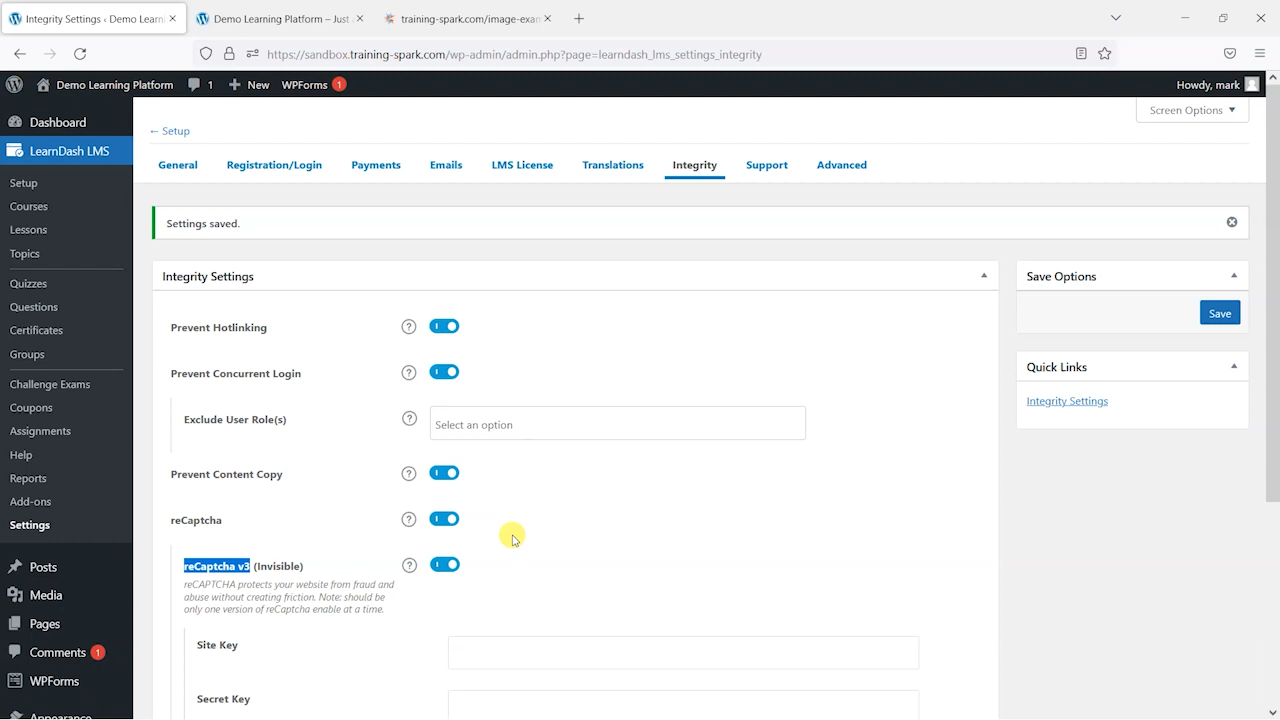 Integrity Settings ‹ Demo Learn
Demo Learning Platform – Just
training-spark.com/image-exam
https://sandbox.training-spark.com/wp-admin/admin.php?page=learndash_lms_settings_integrity
Demo Learning Platform
1
New
WPForms
1
Howdy, mark
Dashboard
LearnDash LMS
Setup
Courses
Lessons
Topics
Quizzes
Questions
Certificates
Groups
Challenge Exams
Coupons
Assignments
Help
Reports
Add-ons
Settings
Posts
Media
Pages
Comments 1
WPForms
Appearance
Screen Options
← Setup
General Registration/Login Payments Emails LMS License Translations Integrity Support Advanced
Settings saved.
Integrity Settings
Prevent Hotlinking
Prevent Concurrent Login
Exclude User Role(s)
Select an option
Prevent Content Copy
reCaptcha
reCaptcha v3 (Invisible)
reCAPTCHA protects your website from fraud and
abuse without creating friction. Note: should be
only one version of reCaptcha enable at a time.
Site Key
Secret Key
Save Options
Save
Quick Links
Integrity Settings